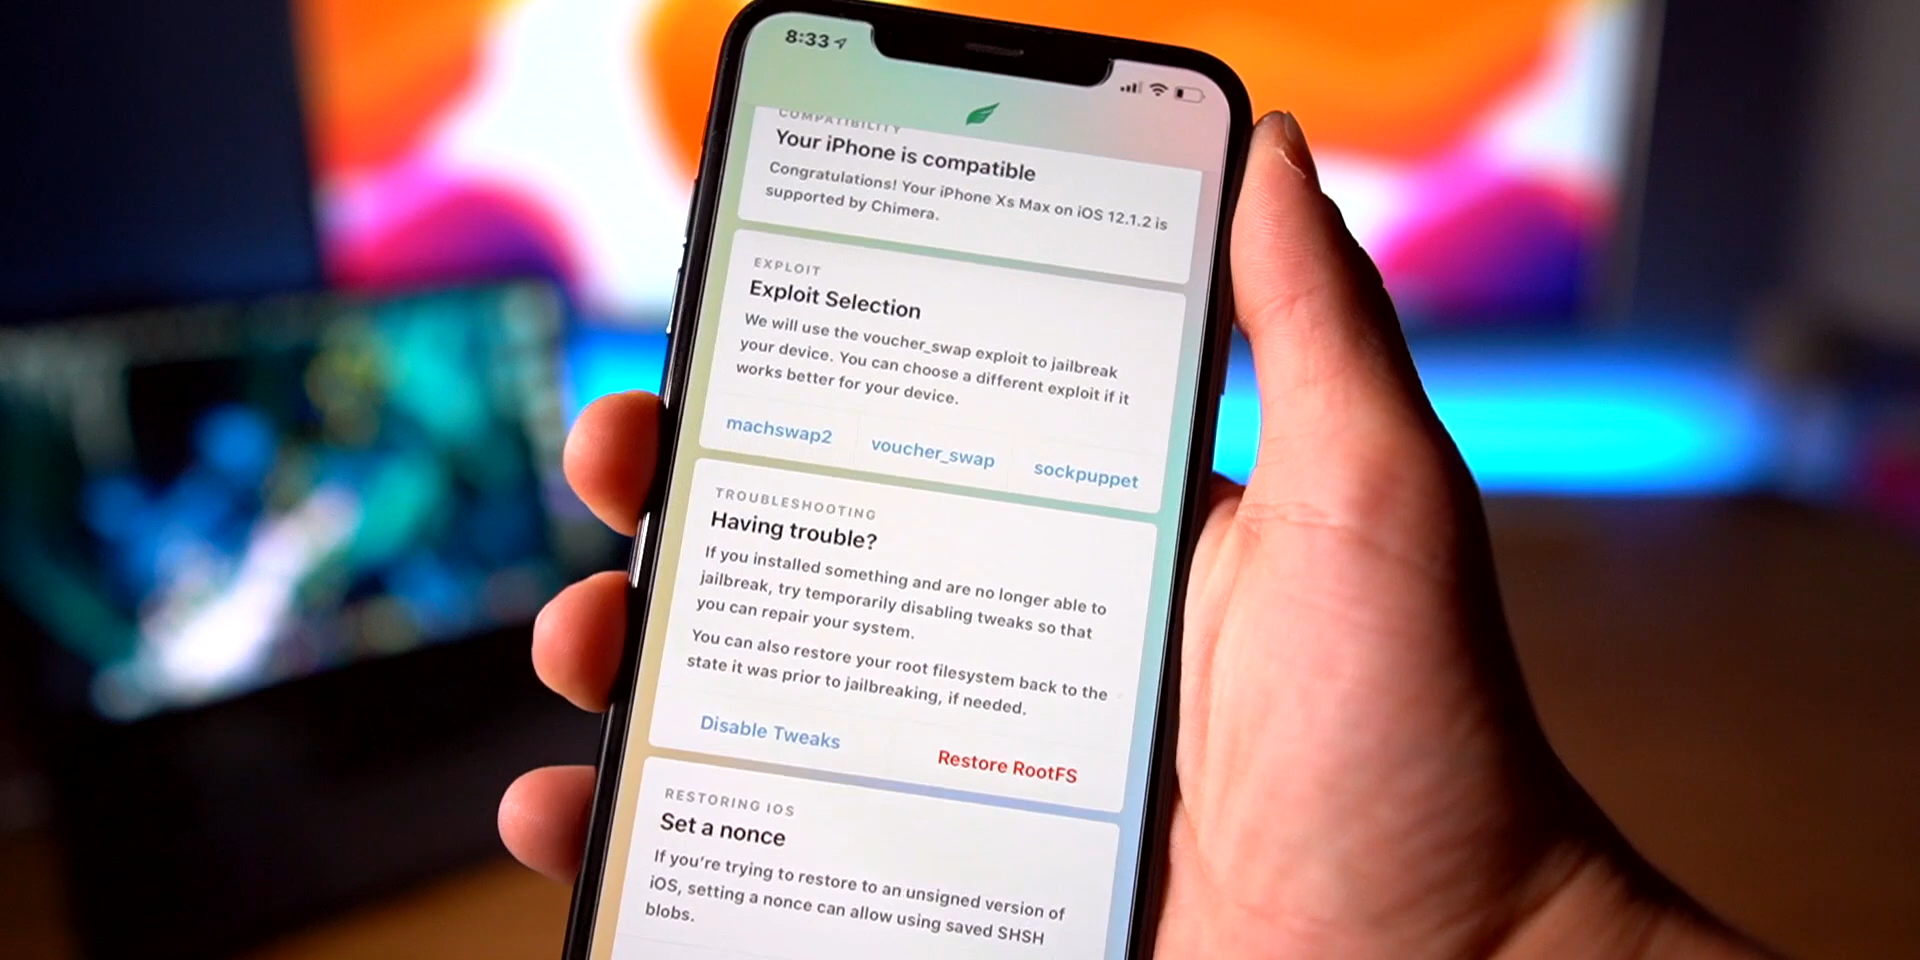 8:33
COMPATIBILITY
Your iPhone is compatible
Congratulations! Your iPhone Xs Max on iOS 12.1.2 is
supported by Chimera.
EXPLOIT
Exploit Selection
We will use the voucher_swap exploit to jailbreak
your device. You can choose a different exploit if it
works better for your device.
machswap2 voucher_swap sockpuppet
TROUBLESHOOTING
Having trouble?
If you installed something and are no longer able to
jailbreak, try temporarily disabling tweaks so that
you can repair your system.
You can also restore your root filesystem back to the
state it was prior to jailbreaking, if needed.
Disable Tweaks Restore RootFS
RESTORING IOS
Set a nonce
If you’re trying to restore to an unsigned version of
iOS, setting a nonce can allow using saved SHSH
blobs.